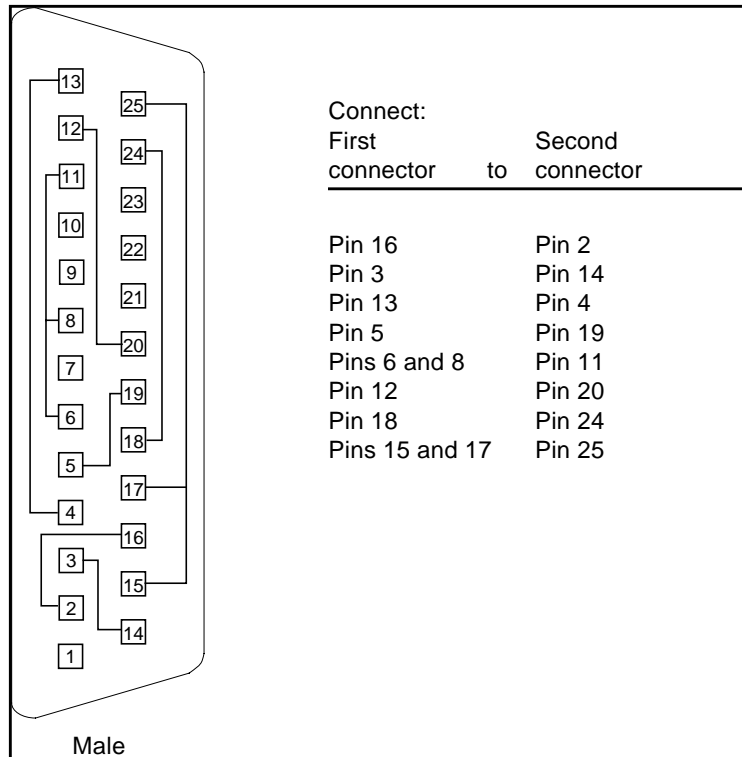 13
25
12
24
11
23
10
22
9
21
8
20
7
19
6
18
5
17
4
16
3
15
2
14
1
Male
Connect:
First Second
connector to connector
Pin 16 Pin 2
Pin 3 Pin 14
Pin 13 Pin 4
Pin 5 Pin 19
Pins 6 and 8 Pin 11
Pin 12 Pin 20
Pin 18 Pin 24
Pins 15 and 17 Pin 25